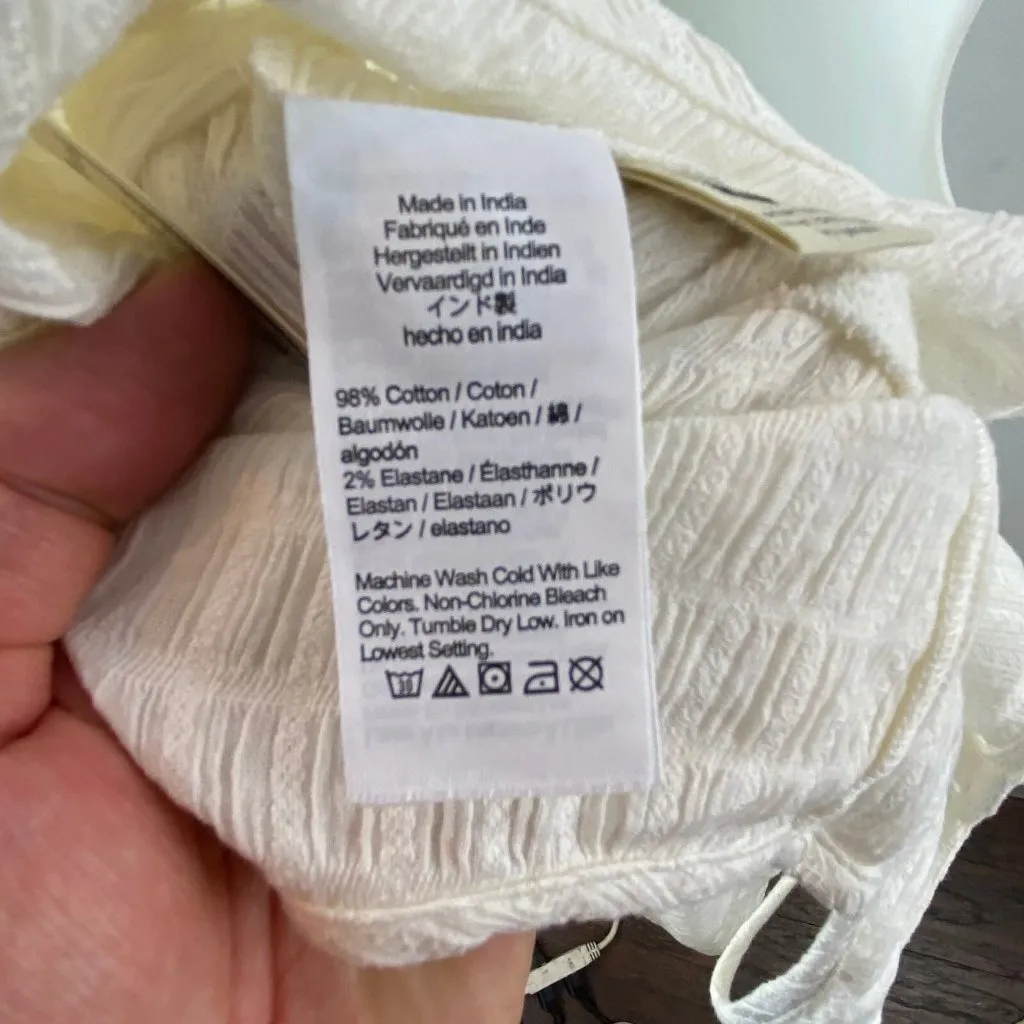 Made in India
Fabriqué en Inde
Hergestellt in Indien
Vervaardigd in India
インド製
hecho en india
98% Cotton / Coton /
Baumwolle / Katoen / 綿 /
algodón
2% Elastane / Élasthanne /
Elastan / Elastaan / ポリウ
レタン / elastano
Machine Wash Cold With Like
Colors. Non-Chlorine Bleach
Only. Tumble Dry Low. Iron on
Lowest Setting.
30